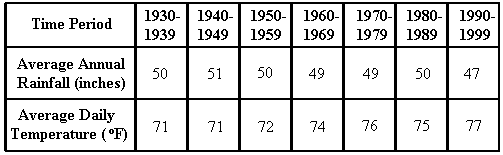 Time Period 1930-1939 1940-1949 1950-1959 1960-1969 1970-1979 1980-1989 1990-1999
Average Annual Rainfall (inches) 50 51 50 49 49 50 47
Average Daily Temperature (ºF) 71 71 72 74 76 75 77